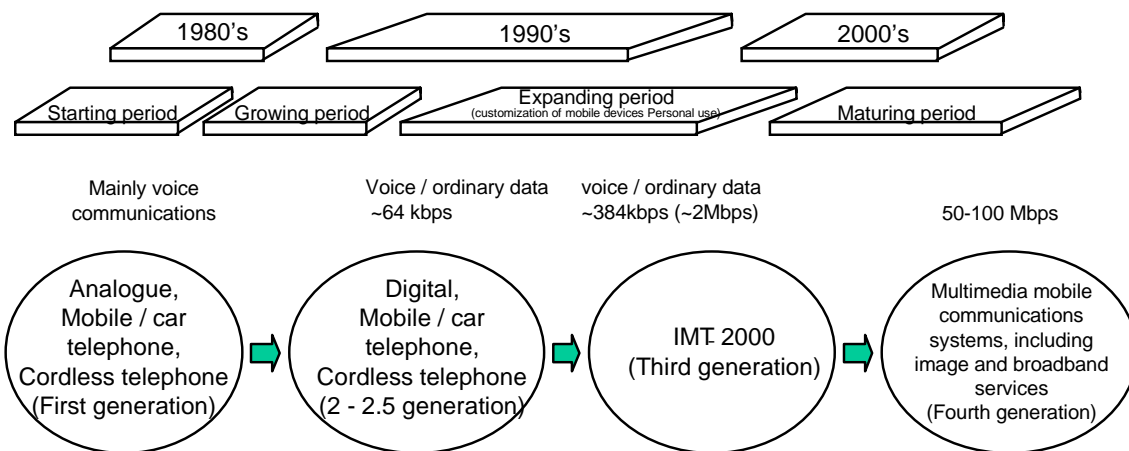 1980's
1990's
2000's
Starting period
Growing period
Expanding period
(customization of mobile devices Personal use)
Maturing period
Mainly voice
communications
Voice / ordinary data
~64 kbps
voice / ordinary data
~384kbps (~2Mbps)
50-100 Mbps
Analogue,
Mobile / car
telephone,
Cordless telephone
(First generation)
Digital,
Mobile / car
telephone,
Cordless telephone
(2 - 2.5 generation)
IMT- 2000
(Third generation)
Multimedia mobile
communications
systems, including
image and broadband
services
(Fourth generation)